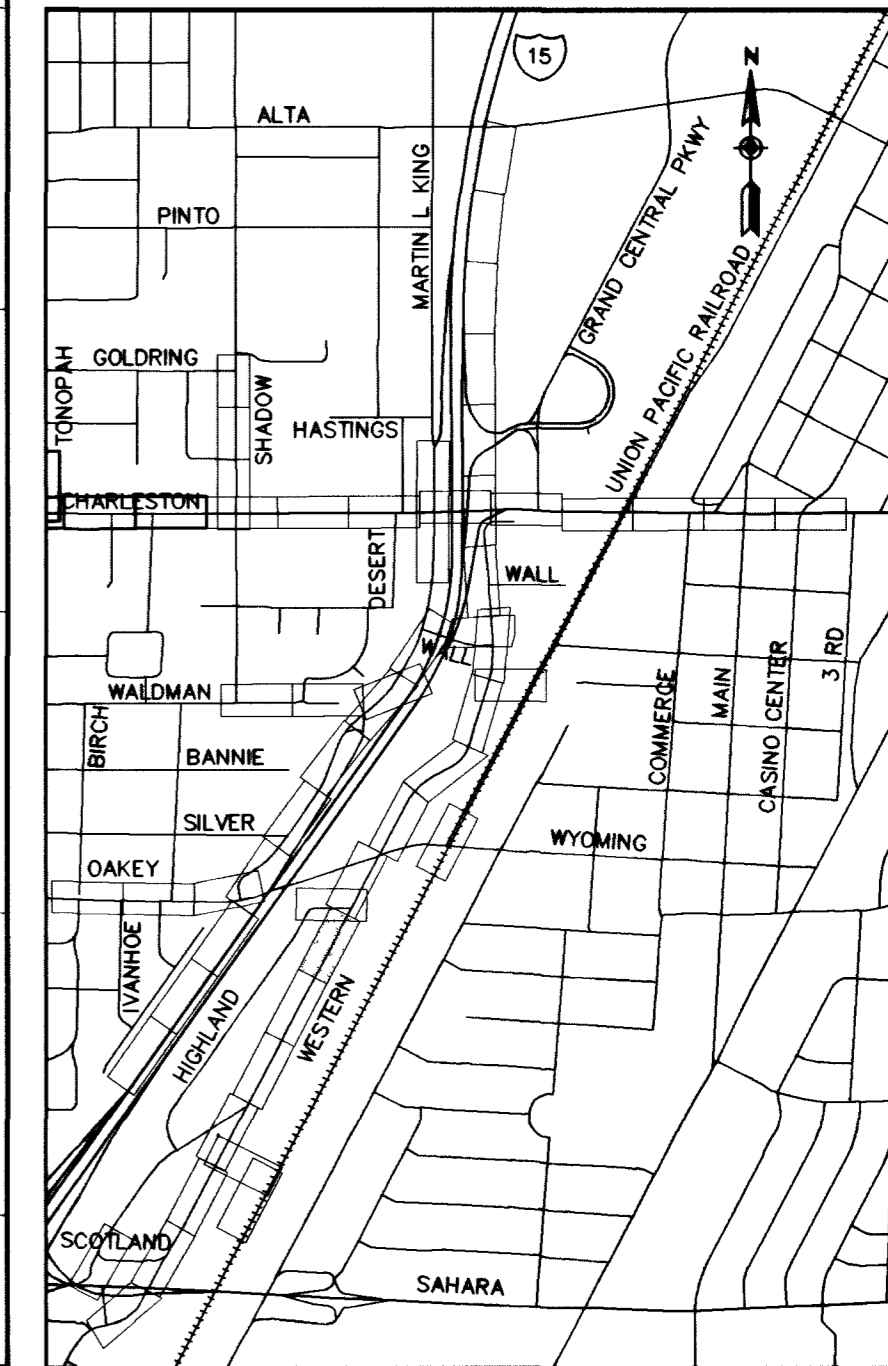 15
N
ALTA
MARTIN L KING
GRAND CENTRAL PKWY
PINTO
UNION PACIFIC RAILROAD
GOLDRING
TONOPAH
SHADOW
HASTINGS
CHARLESTON
DESERT
WALL
WALL
WALDMAN
BIRCH
BANNIE
COMMERCE
MAIN
CASINO CENTER
3 RD
SILVER
WYOMING
OAKEY
IVANHOE
HIGHLAND
WESTERN
SCOTLAND
SAHARA